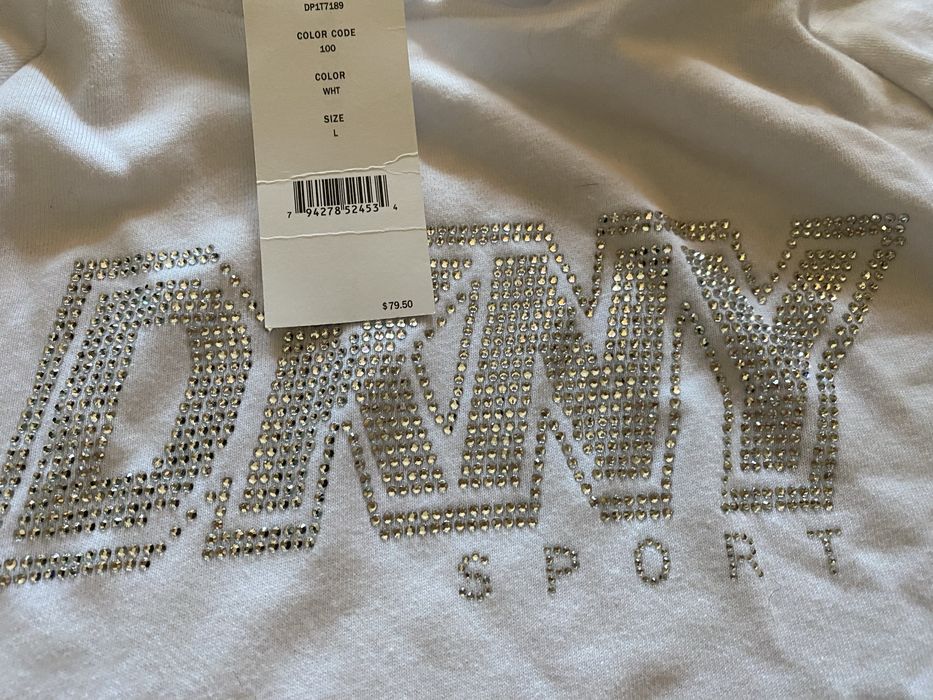 DP1T7189
COLOR CODE
100
COLOR
WHT
SIZE
L
7 94278 52453 4
$79.50
DKNY
SPORT